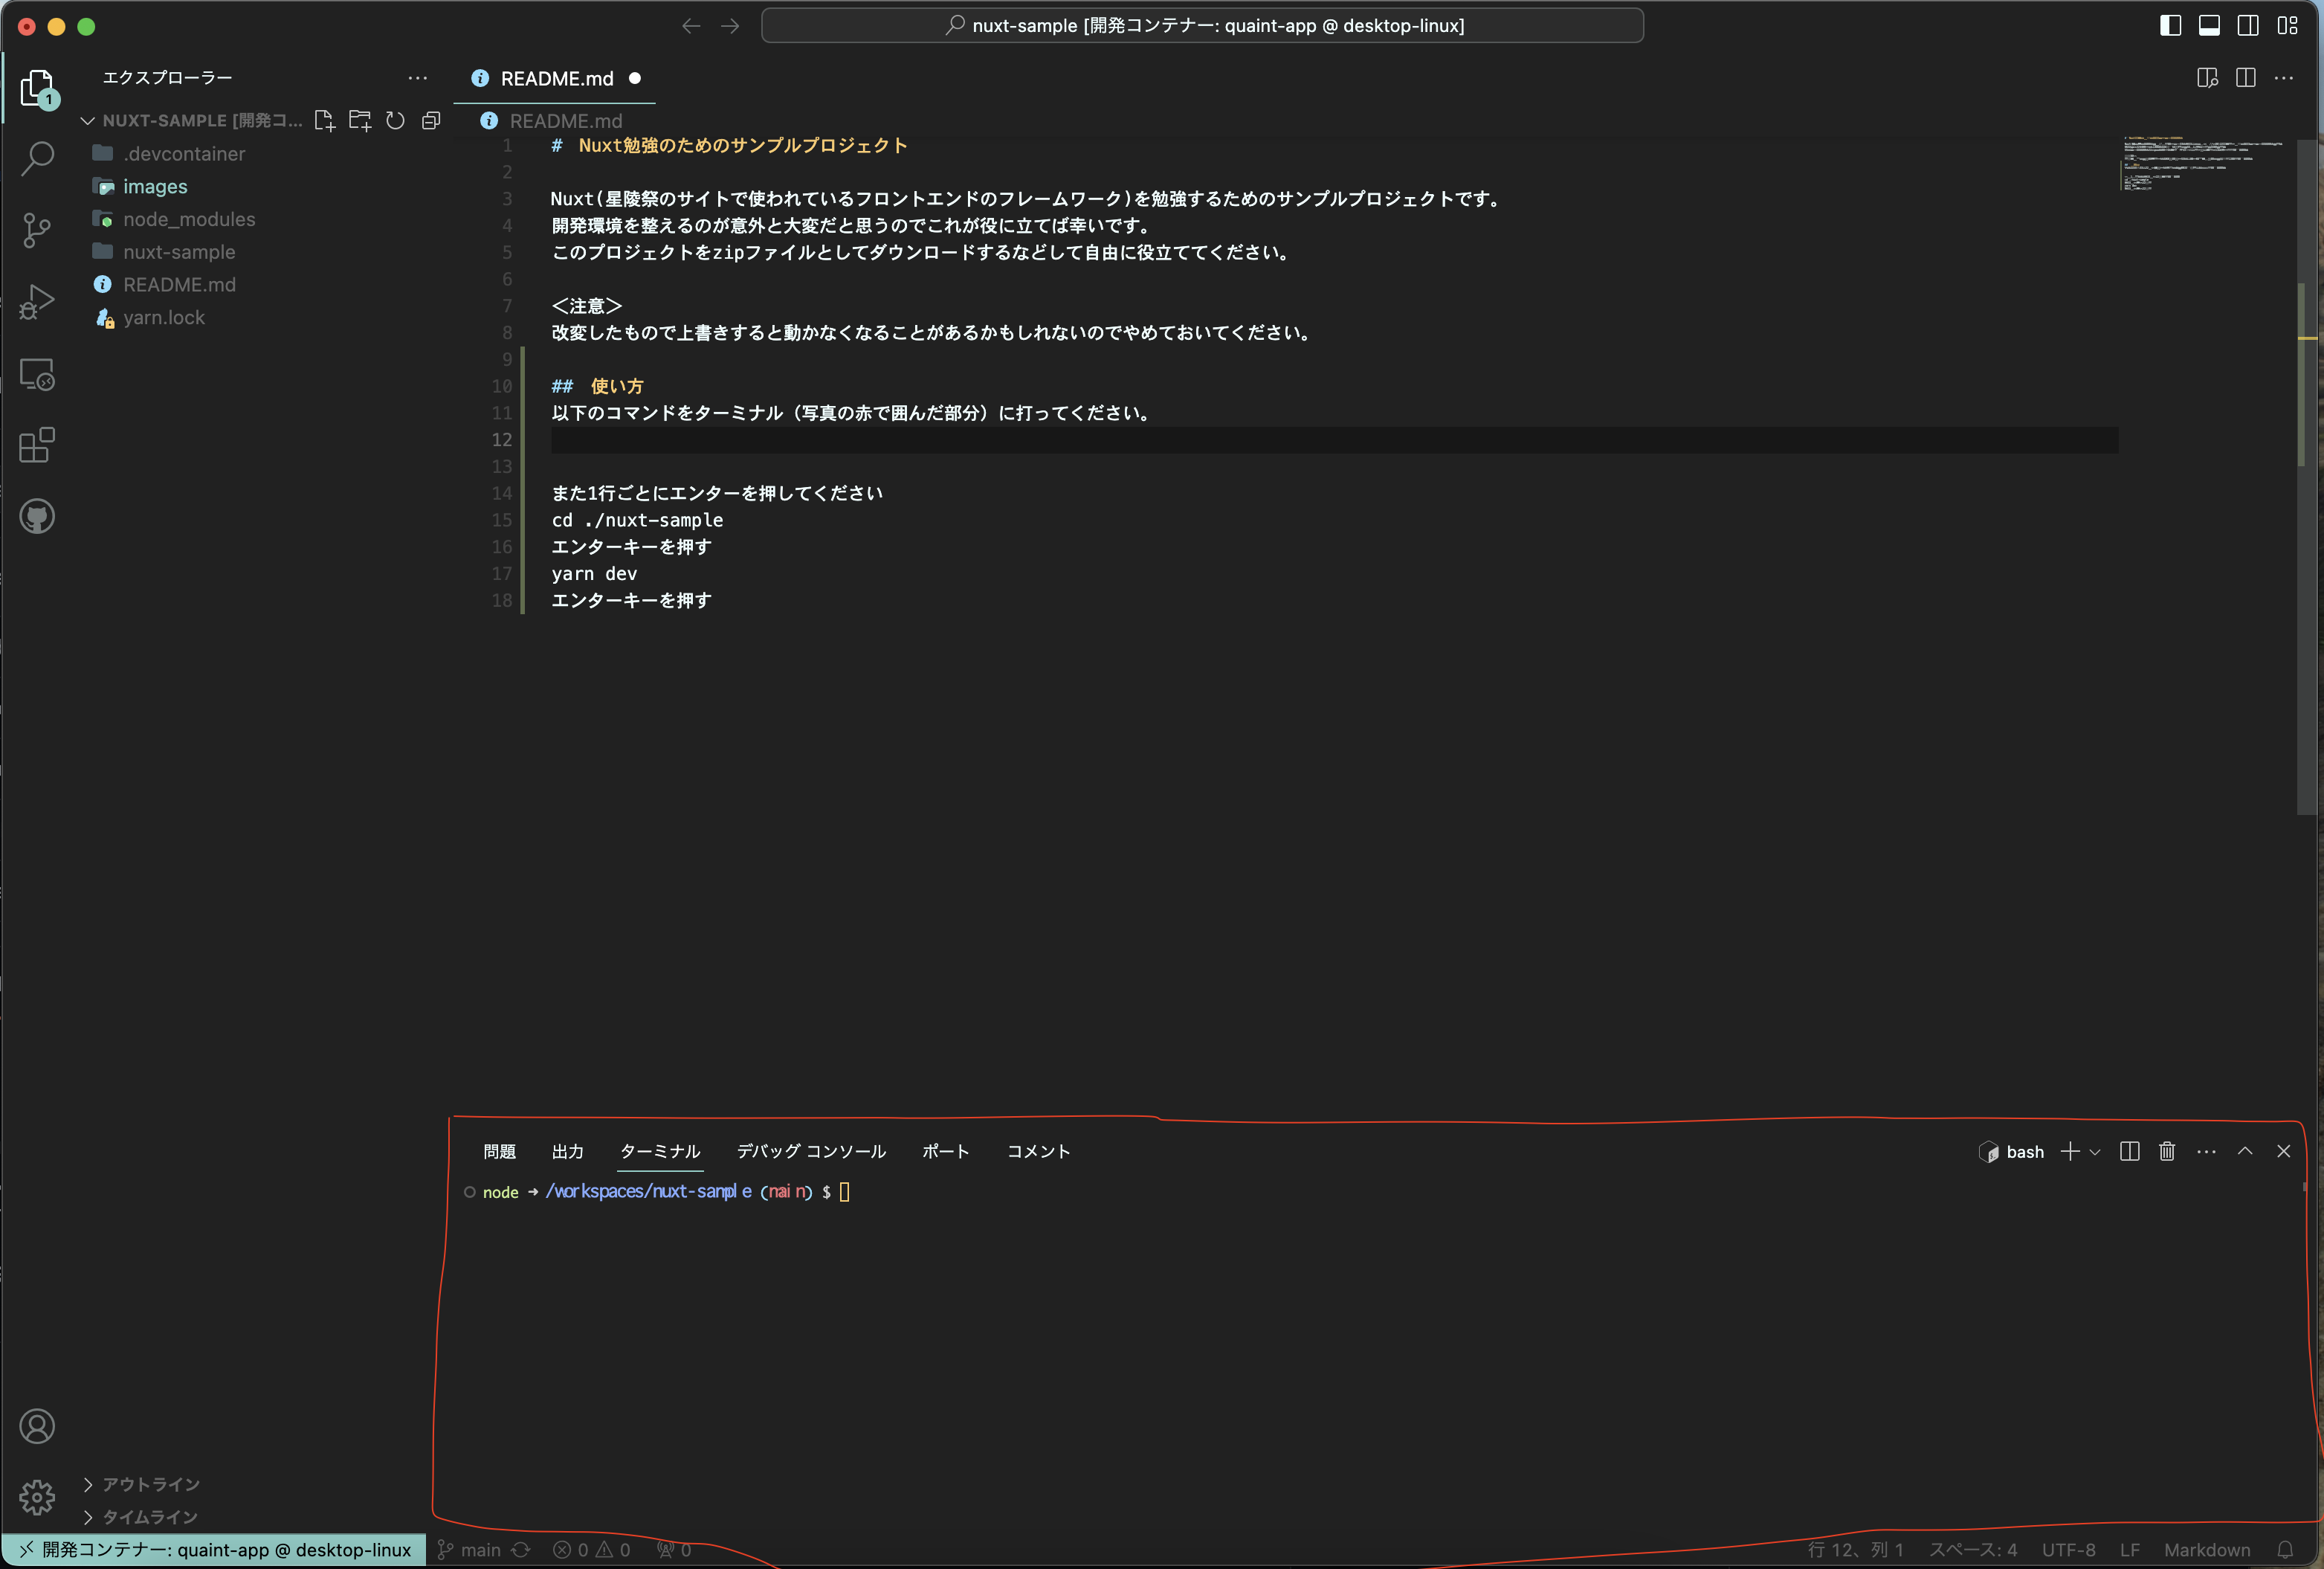 nuxt-sample [開発コンテナー: quaint-app @ desktop-linux]
エクスプローラー
README.md
1
NUXT-SAMPLE [開発コ...
README.md
.devcontainer
images
node_modules
nuxt-sample
README.md
yarn.lock
1 # Nuxt勉強のためのサンプルプロジェクト
2
3 Nuxt(星陵祭のサイトで使われているフロントエンドのフレームワーク)を勉強するためのサンプルプロジェクトです。
4 開発環境を整えるのが意外と大変だと思うのでこれが役に立てば幸いです。
5 このプロジェクトをzipファイルとしてダウンロードするなどして自由に役立ててください。
6
7 <注意>
8 改変したもので上書きすると動かなくなることがあるかもしれないのでやめておいてください。
9
10 ## 使い方
11 以下のコマンドをターミナル（写真の赤で囲んだ部分）に打ってください。
12
13
14 また1行ごとにエンターを押してください
15 cd ./nuxt-sample
16 エンターキーを押す
17 yarn dev
18 エンターキーを押す
問題 出力 ターミナル デバッグ コンソール ポート コメント
bash
node → /workspaces/nuxt-sample (main) $
アウトライン
タイムライン
開発コンテナー: quaint-app @ desktop-linux main 0 0 0
行 12、列 1 スペース: 4 UTF-8 LF Markdown